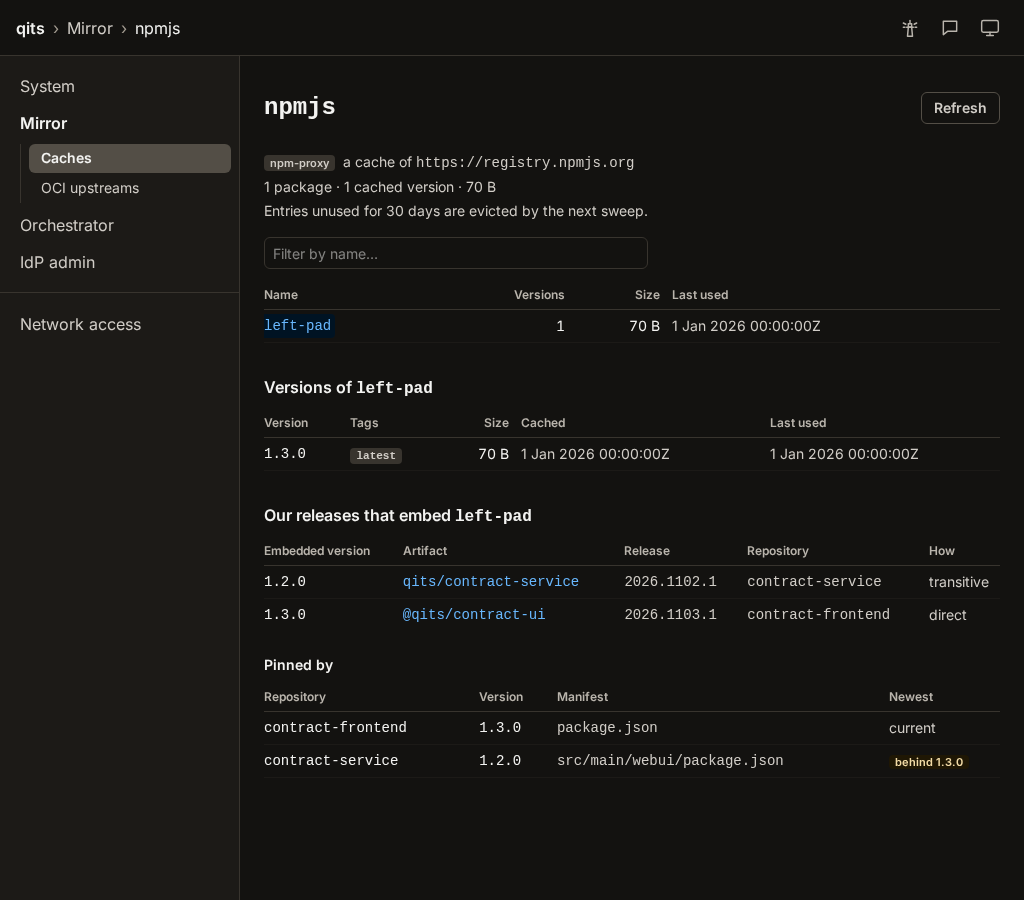 qits › Mirror › npmjs
System
Mirror
Caches
OCI upstreams
Orchestrator
IdP admin
Network access
npmjs
Refresh
npm-proxy a cache of https://registry.npmjs.org
1 package · 1 cached version · 70 B
Entries unused for 30 days are evicted by the next sweep.
Filter by name...
Name Versions Size Last used
left-pad 1 70 B 1 Jan 2026 00:00:00Z
Versions of left-pad
Version Tags Size Cached Last used
1.3.0 latest 70 B 1 Jan 2026 00:00:00Z 1 Jan 2026 00:00:00Z
Our releases that embed left-pad
Embedded version Artifact Release Repository How
1.2.0 qits/contract-service 2026.1102.1 contract-service transitive
1.3.0 @qits/contract-ui 2026.1103.1 contract-frontend direct
Pinned by
Repository Version Manifest Newest
contract-frontend 1.3.0 package.json current
contract-service 1.2.0 src/main/webui/package.json behind 1.3.0